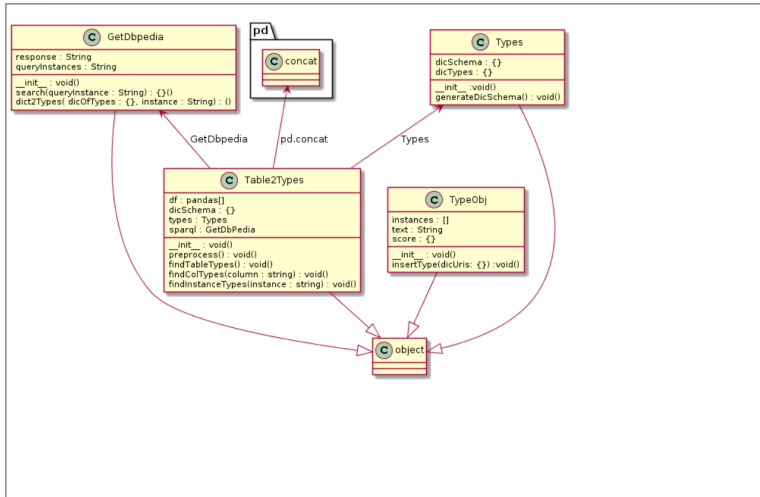 C GetDbpedia
response : String
queryInstances : String
__init__ : void()
search(queryInstance : String) : {}()
dict2Types( dicOfTypes : {}, instance : String) : ()
pd
C concat
C Types
dicSchema : {}
dicTypes : {}
__init__ :void()
generateDicSchema() : void()
GetDbpedia
pd.concat
Types
C Table2Types
df : pandas[]
dicSchema : {}
types : Types
sparql : GetDbPedia
__init__ : void()
preprocess() : void()
findTableTypes() : void()
findColTypes(column : string) : void()
findInstanceTypes(instance : string) : void()
C TypeObj
instances : []
text : String
score : {}
__init__ : void()
insertType(dicUris: {}) :void()
C object